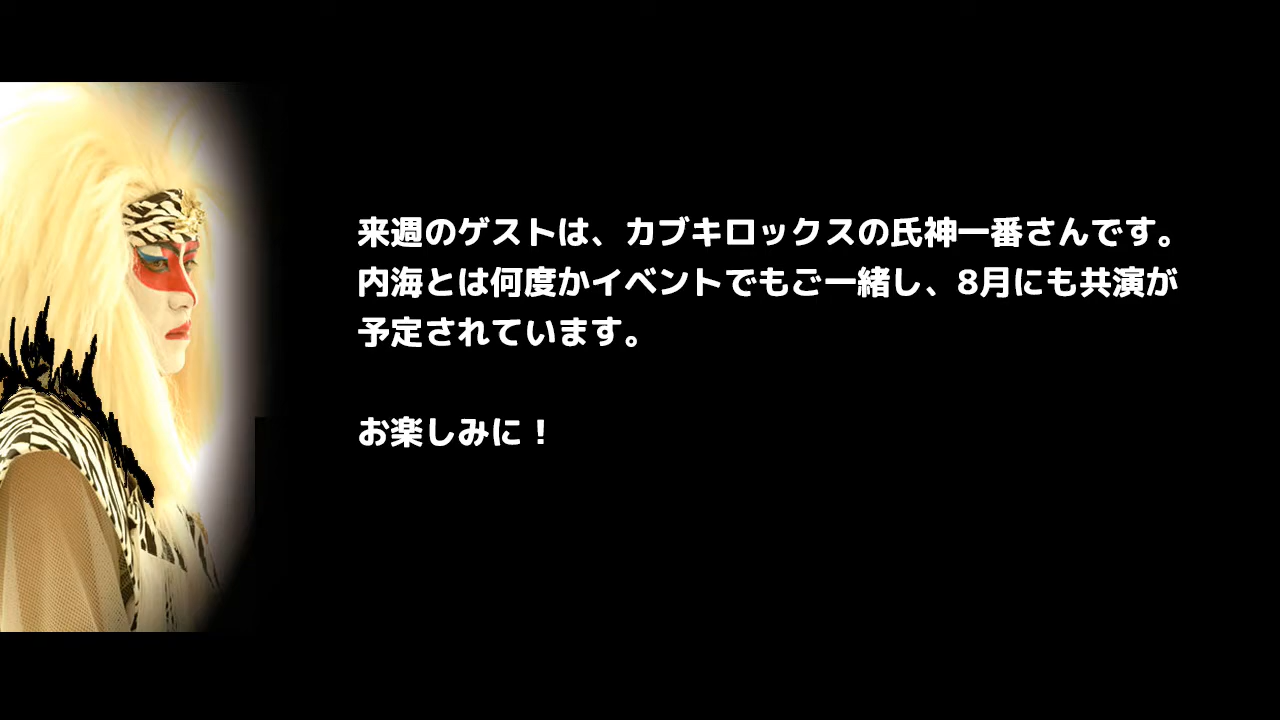 来週のゲストは、カブキロックスの氏神一番さんです。
内海とは何度かイベントでもご一緒し、8月にも共演が
予定されています。
お楽しみに！